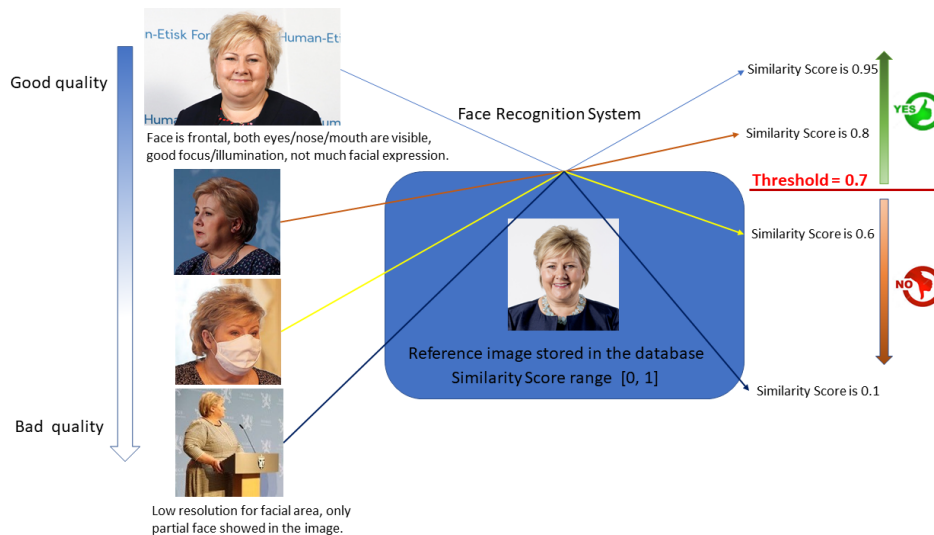 n-Etisk For
Human-Eti
Human
um
Good quality
Face is frontal, both eyes/nose/mouth are visible,
good focus/illumination, not much facial expression.
Face Recognition System
Similarity Score is 0.95
YES
Similarity Score is 0.8
Threshold = 0.7
Similarity Score is 0.6
NO
Reference image stored in the database
Similarity Score range [0, 1]
Similarity Score is 0.1
Bad quality
Low resolution for facial area, only
partial face showed in the image.